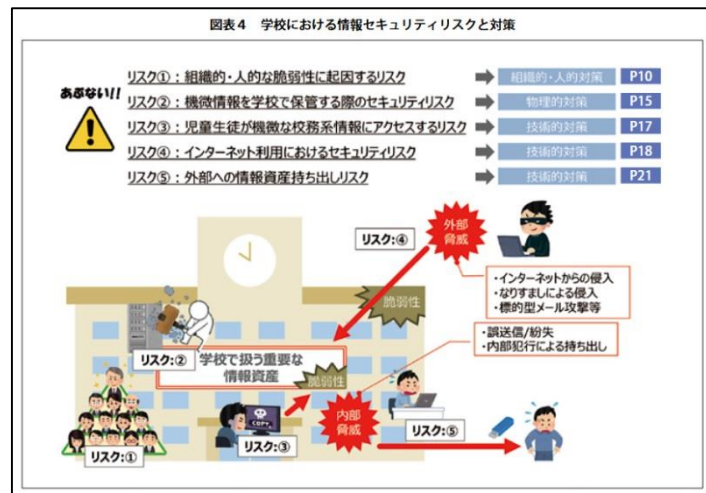 図表4 学校における情報セキュリティリスクと対策
あぶない!!
リスク①:組織的・人的な脆弱性に起因するリスク
組織的・人的対策
P10
リスク②:機微情報を学校で保管する際のセキュリティリスク
物理的対策
P15
リスク③:児童生徒が機微な校務系情報にアクセスするリスク
技術的対策
P17
リスク④:インターネット利用におけるセキュリティリスク
技術的対策
P18
リスク⑤:外部への情報資産持ち出しリスク
技術的対策
P21
リスク:④
外部
脅威
・インターネットからの侵入
・なりすましによる侵入
・標的型メール攻撃等
脆弱性
・誤送信/紛失
・内部犯行による持ち出し
リスク:②
学校で扱う重要な
情報資産
脆弱性
COPY
内部
脅威
リスク:①
リスク:③
リスク:⑤